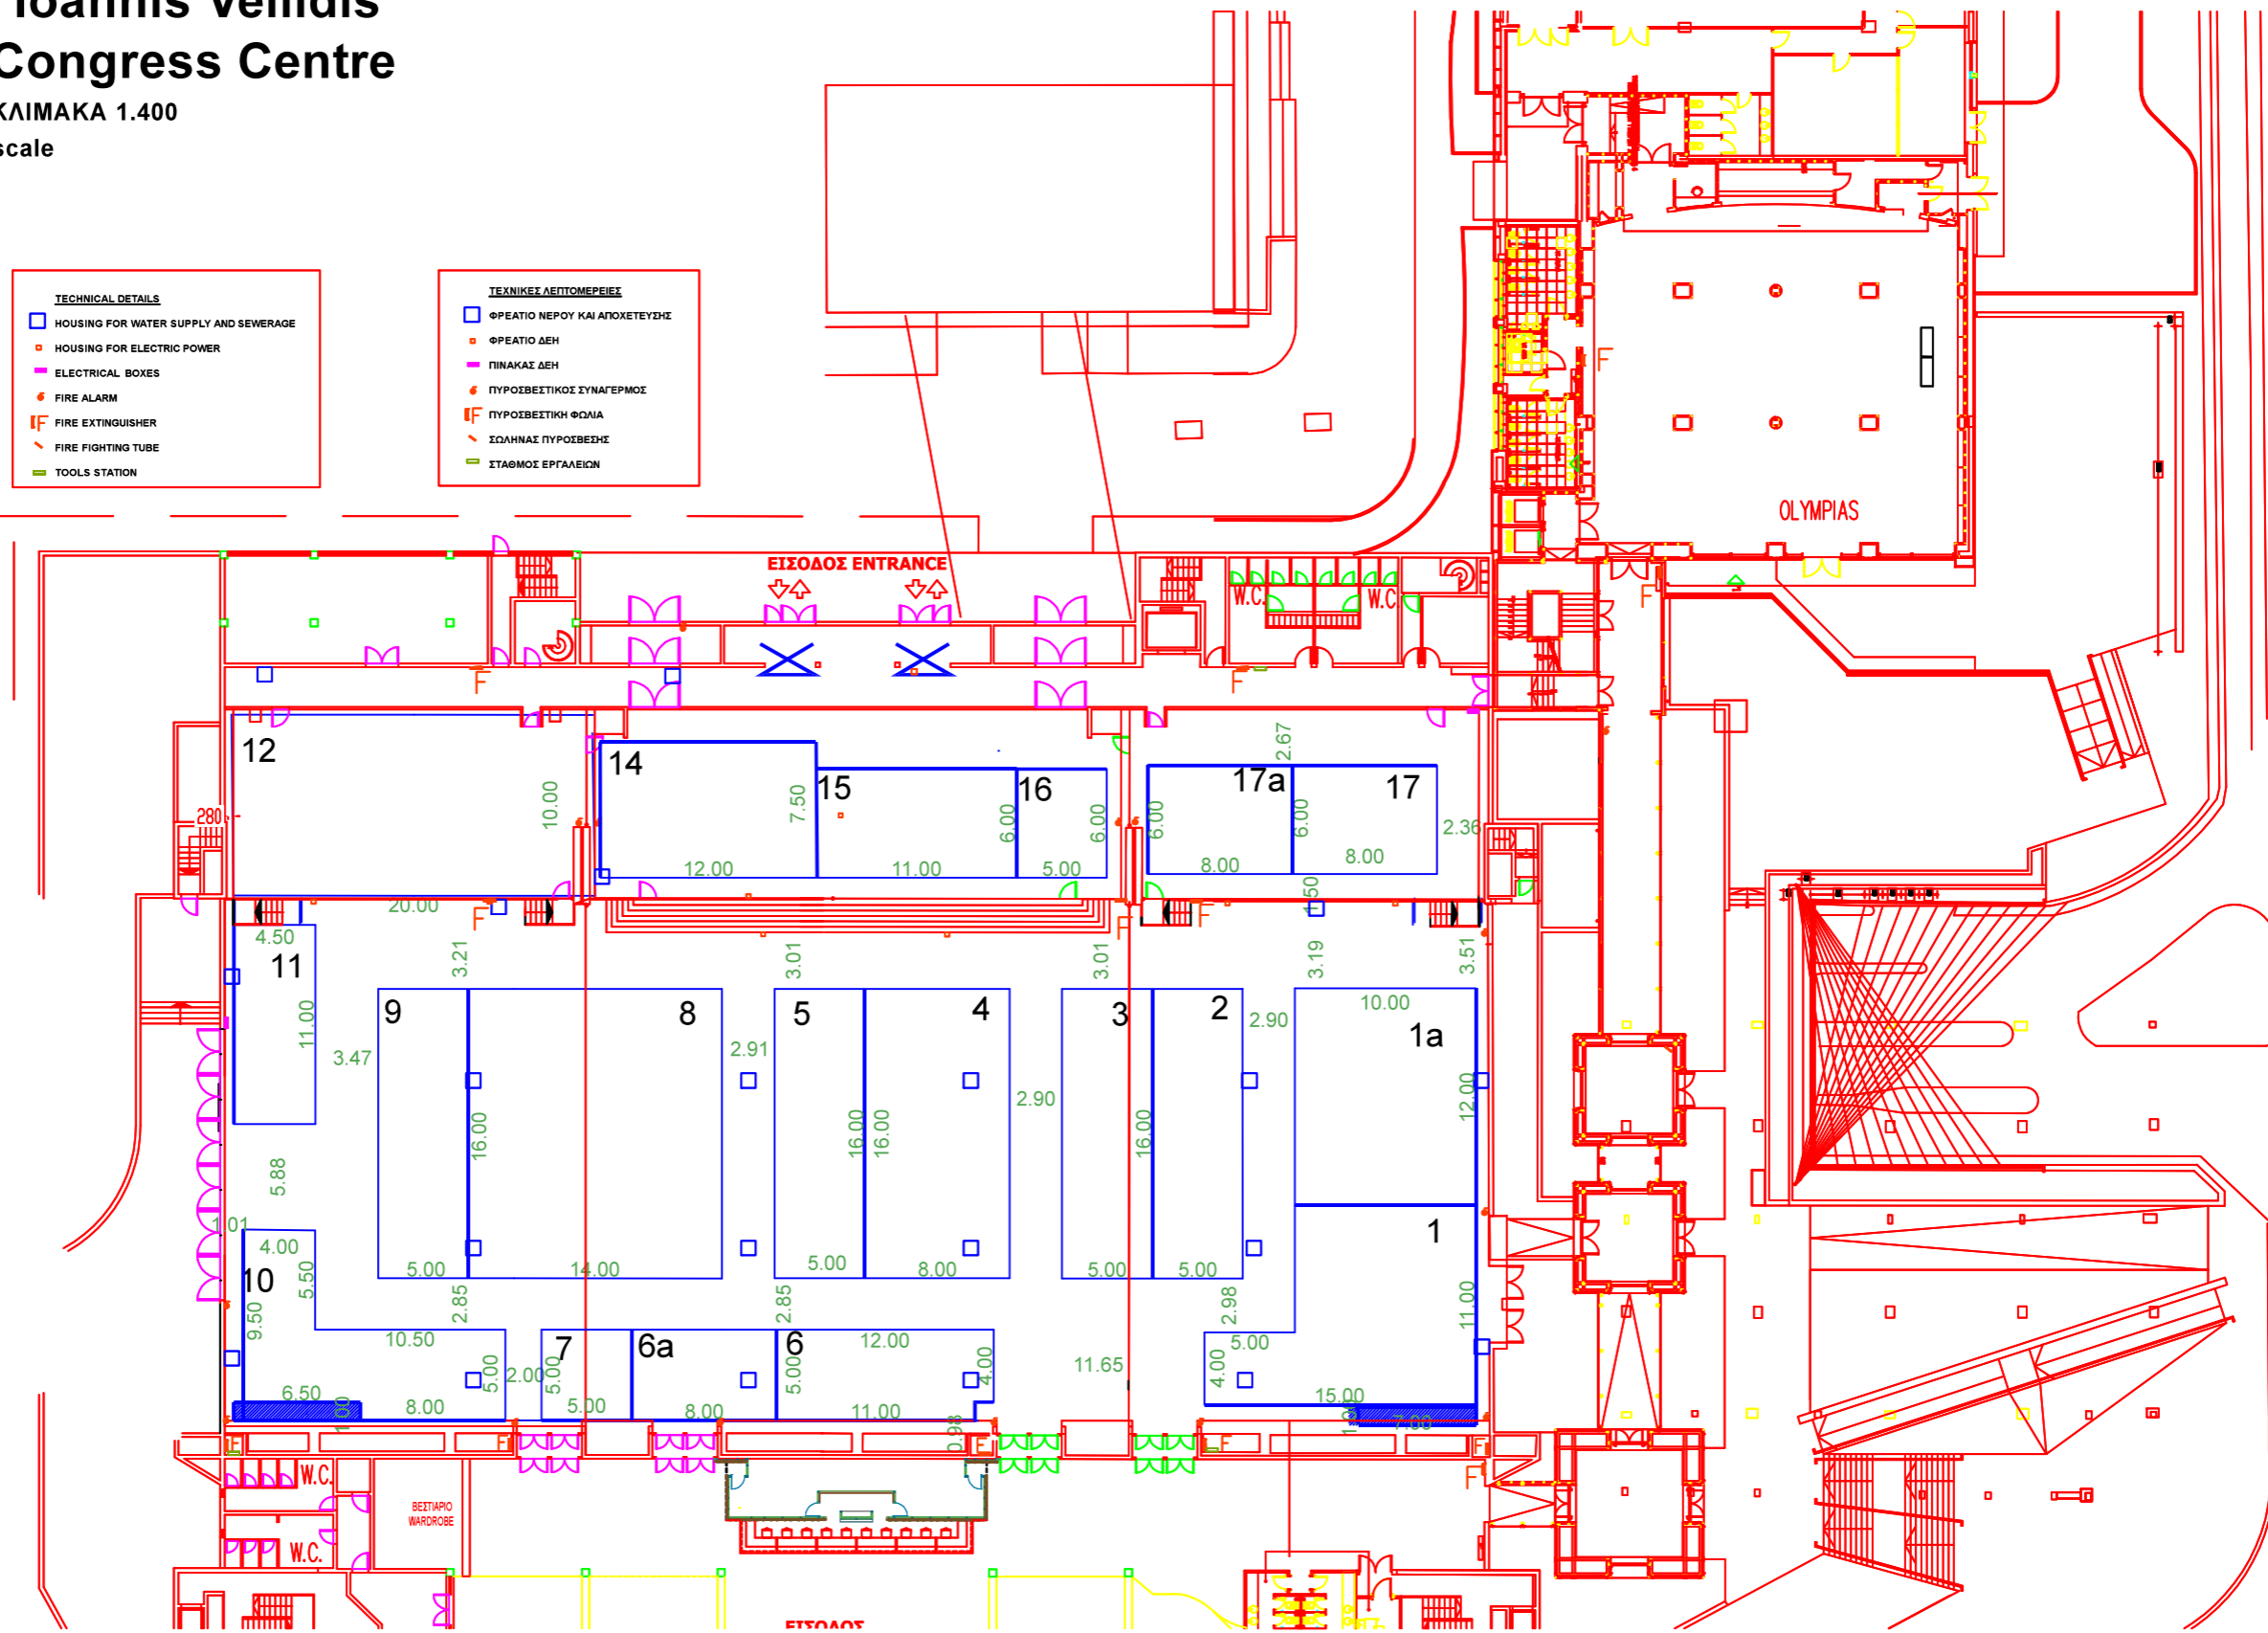 Ioannis Vellidis
Congress Centre
ΚΛΙΜΑΚΑ 1.400
scale
TECHNICAL DETAILS
HOUSING FOR WATER SUPPLY AND SEWERAGE
HOUSING FOR ELECTRIC POWER
ELECTRICAL BOXES
FIRE ALARM
F FIRE EXTINGUISHER
FIRE FIGHTING TUBE
TOOLS STATION
ΤΕΧΝΙΚΕΣ ΛΕΠΤΟΜΕΡΕΙΕΣ
ΦΡΕΑΤΙΟ ΝΕΡΟΥ ΚΑΙ ΑΠΟΧΕΤΕΥΣΗΣ
ΦΡΕΑΤΙΟ ΔΕΗ
ΠΙΝΑΚΑΣ ΔΕΗ
ΠΥΡΟΣΒΕΣΤΙΚΟΣ ΣΥΝΑΓΕΡΜΟΣ
F ΠΥΡΟΣΒΕΣΤΙΚΗ ΦΩΛΙΑ
ΣΩΛΗΝΑΣ ΠΥΡΟΣΒΕΣΗΣ
ΣΤΑΘΜΟΣ ΕΡΓΑΛΕΙΩΝ
F
OLYMPIAS
ΕΙΣΟΔΟΣ ENTRANCE
W.C.
W.C
F
F
F
12
14
15
16
17a
17
2.67
10.00
7.50
6.00
6.00
6.00
6.00
2.36
280
12.00
11.00
5.00
8.00
8.00
20.00
1.50
F
F
F
4.50
11
3.21
3.01
3.01
3.19
3.51
9
8
5
4
3
2
2.90
10.00
1a
11.00
3.47
2.91
2.90
12.00
16.00
16.00
16.00
16.00
5.88
1.01
4.00
10
5.50
9.50
5.00
14.00
5.00
8.00
5.00
5.00
1
11.00
2.85
2.85
2.98
10.50
7
6a
6
12.00
5.00
5.00
2.00
5.00
5.00
4.00
11.65
4.00
6.50
8.00
5.00
8.00
11.00
15.00
7.00
0.98
F
F
F
F
F
F
W.C.
W.C.
ΒΕΣΤΙΑΡΙΟ
WARDROBE
ΕΙΣΟΔΟΣ